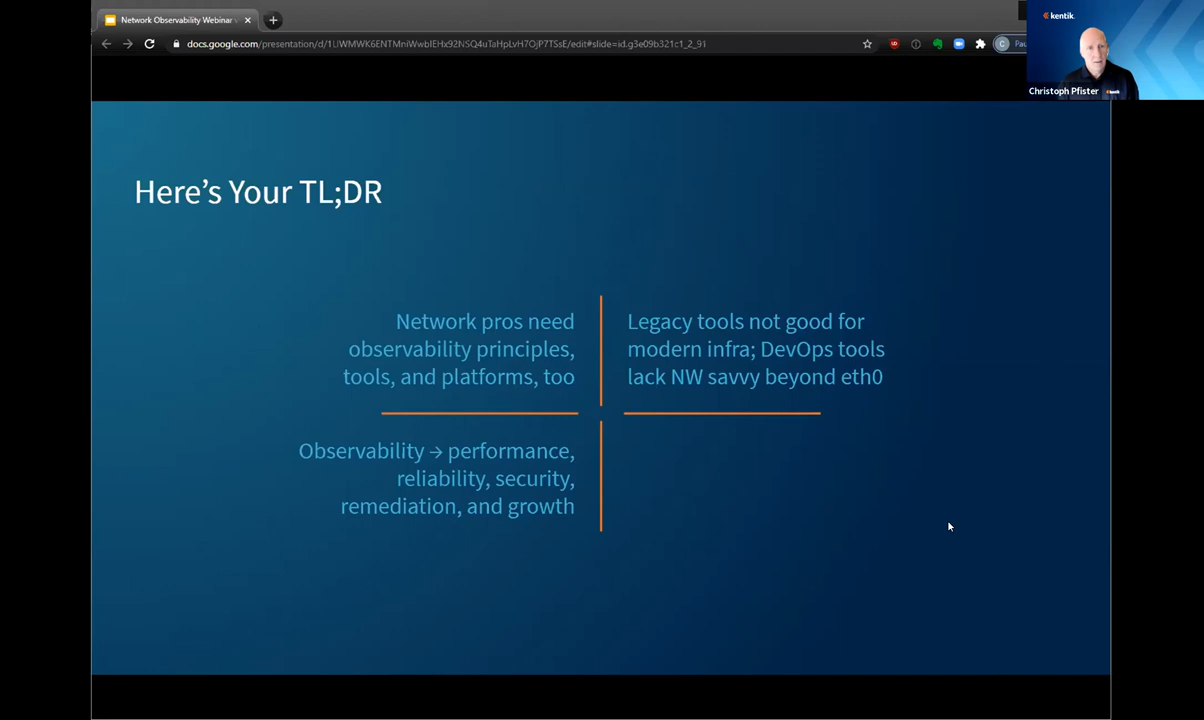 Network Observability Webinar
docs.google.com/presentation/d/
edit#slide=id.g3e09b321c1_2_91
C
kentik.
Christoph Pfister
kentik
Here's Your TL;DR
Network pros need
observability principles,
tools, and platforms, too
Legacy tools not good for
modern infra; DevOps tools
lack NW savvy beyond eth0
Observability → performance,
reliability, security,
remediation, and growth